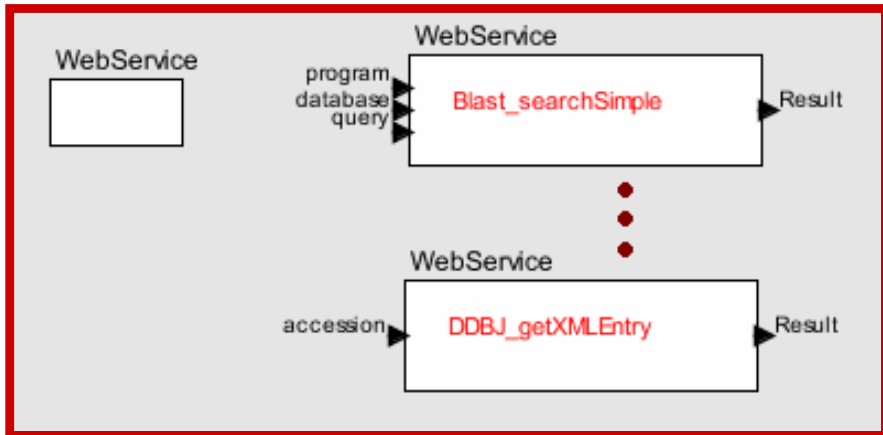 WebService
WebService
program
database
query
Blast_searchSimple
Result
WebService
accession
DDBJ_getXMLEntry
Result